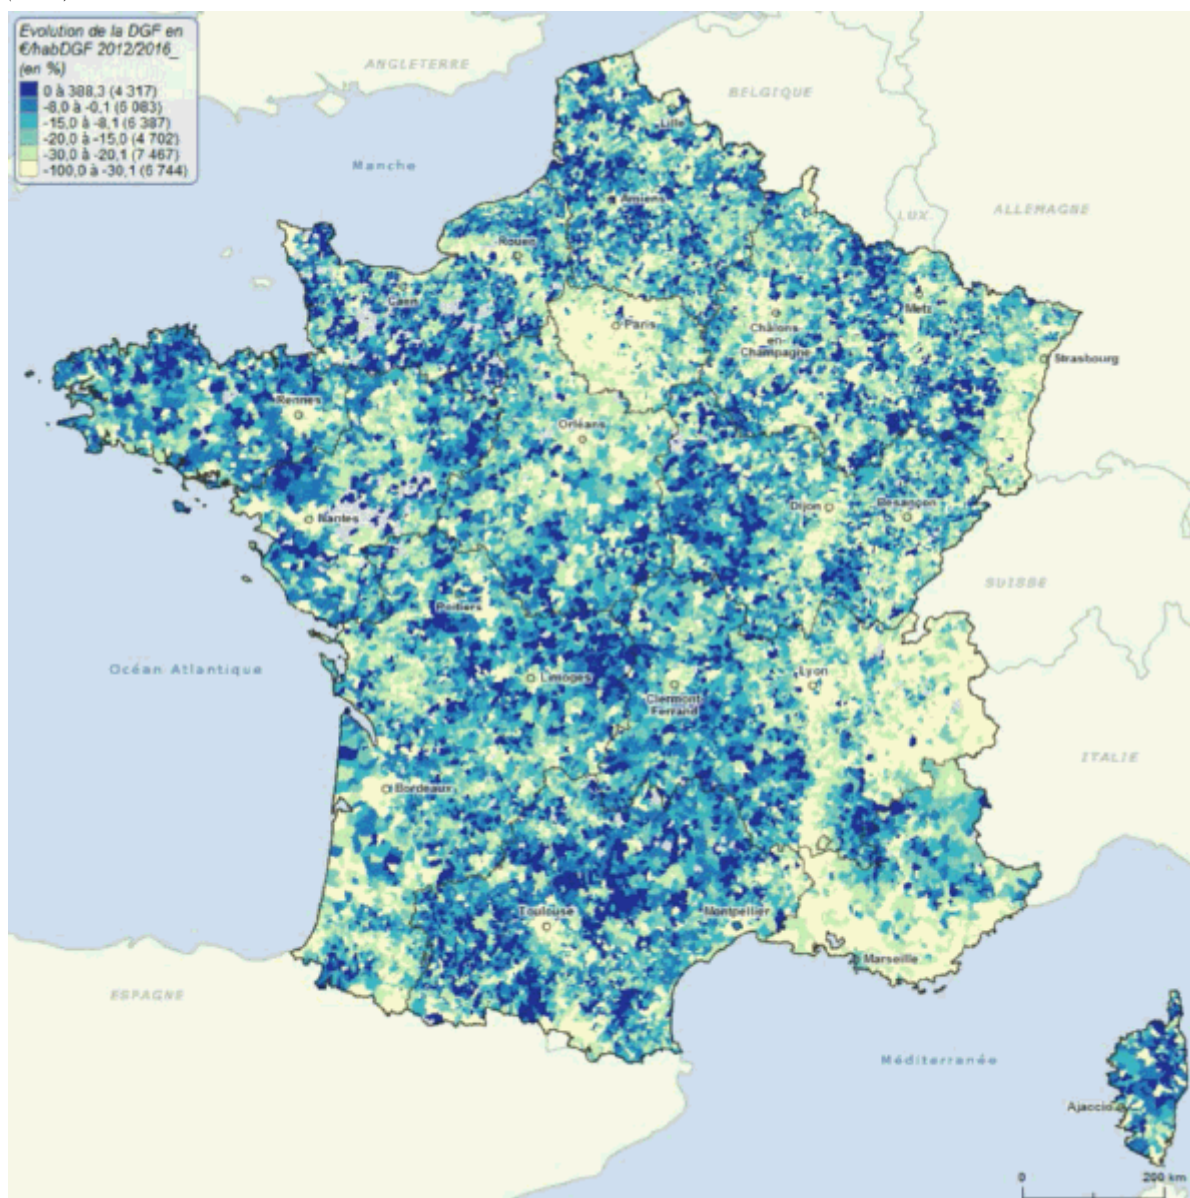 Evolution de la DGF en
€/habDGF 2012/2016_
(en %)
0 à 388,3 (4 317)
-8,0 à -0,1 (6 083)
-15,0 à -8,1 (6 387)
-20,0 à -15,0 (4 702)
-30,0 à -20,1 (7 467)
-100,0 à -30,1 (6 744)
ANGLETERRE
BELGIQUE
Lille
Manche
Amiens
LUX.
ALLEMAGNE
Rouen
Caen
Metz
Paris
Châlons
en-
Champagne
Strasbourg
Rennes
Orléans
Nantes
Dijon
Besançon
SUISSE
Poitiers
Océan Atlantique
Limoges
Lyon
Clermont
Ferrand
ITALIE
Bordeaux
Toulouse
Montpellier
Marseille
ESPAGNE
Méditerranée
Ajaccio
0
200 km